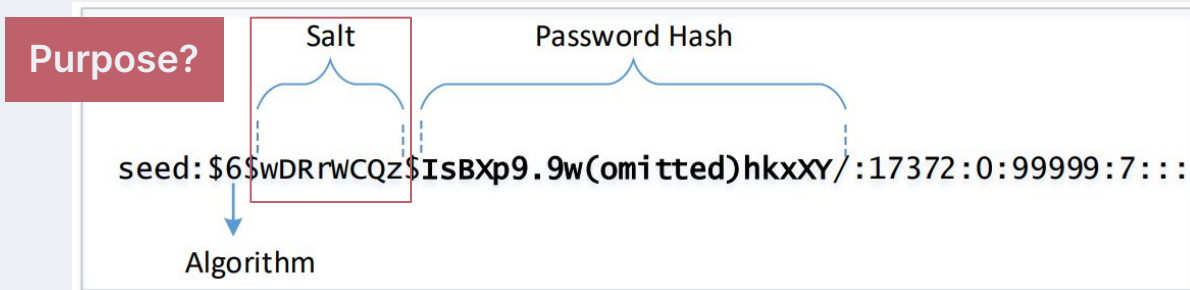 Purpose?
Salt
Password Hash
seed:$6$wDRrWCQz$IsBXp9.9w(omitted)hkxXY/:17372:0:99999:7:::
Algorithm